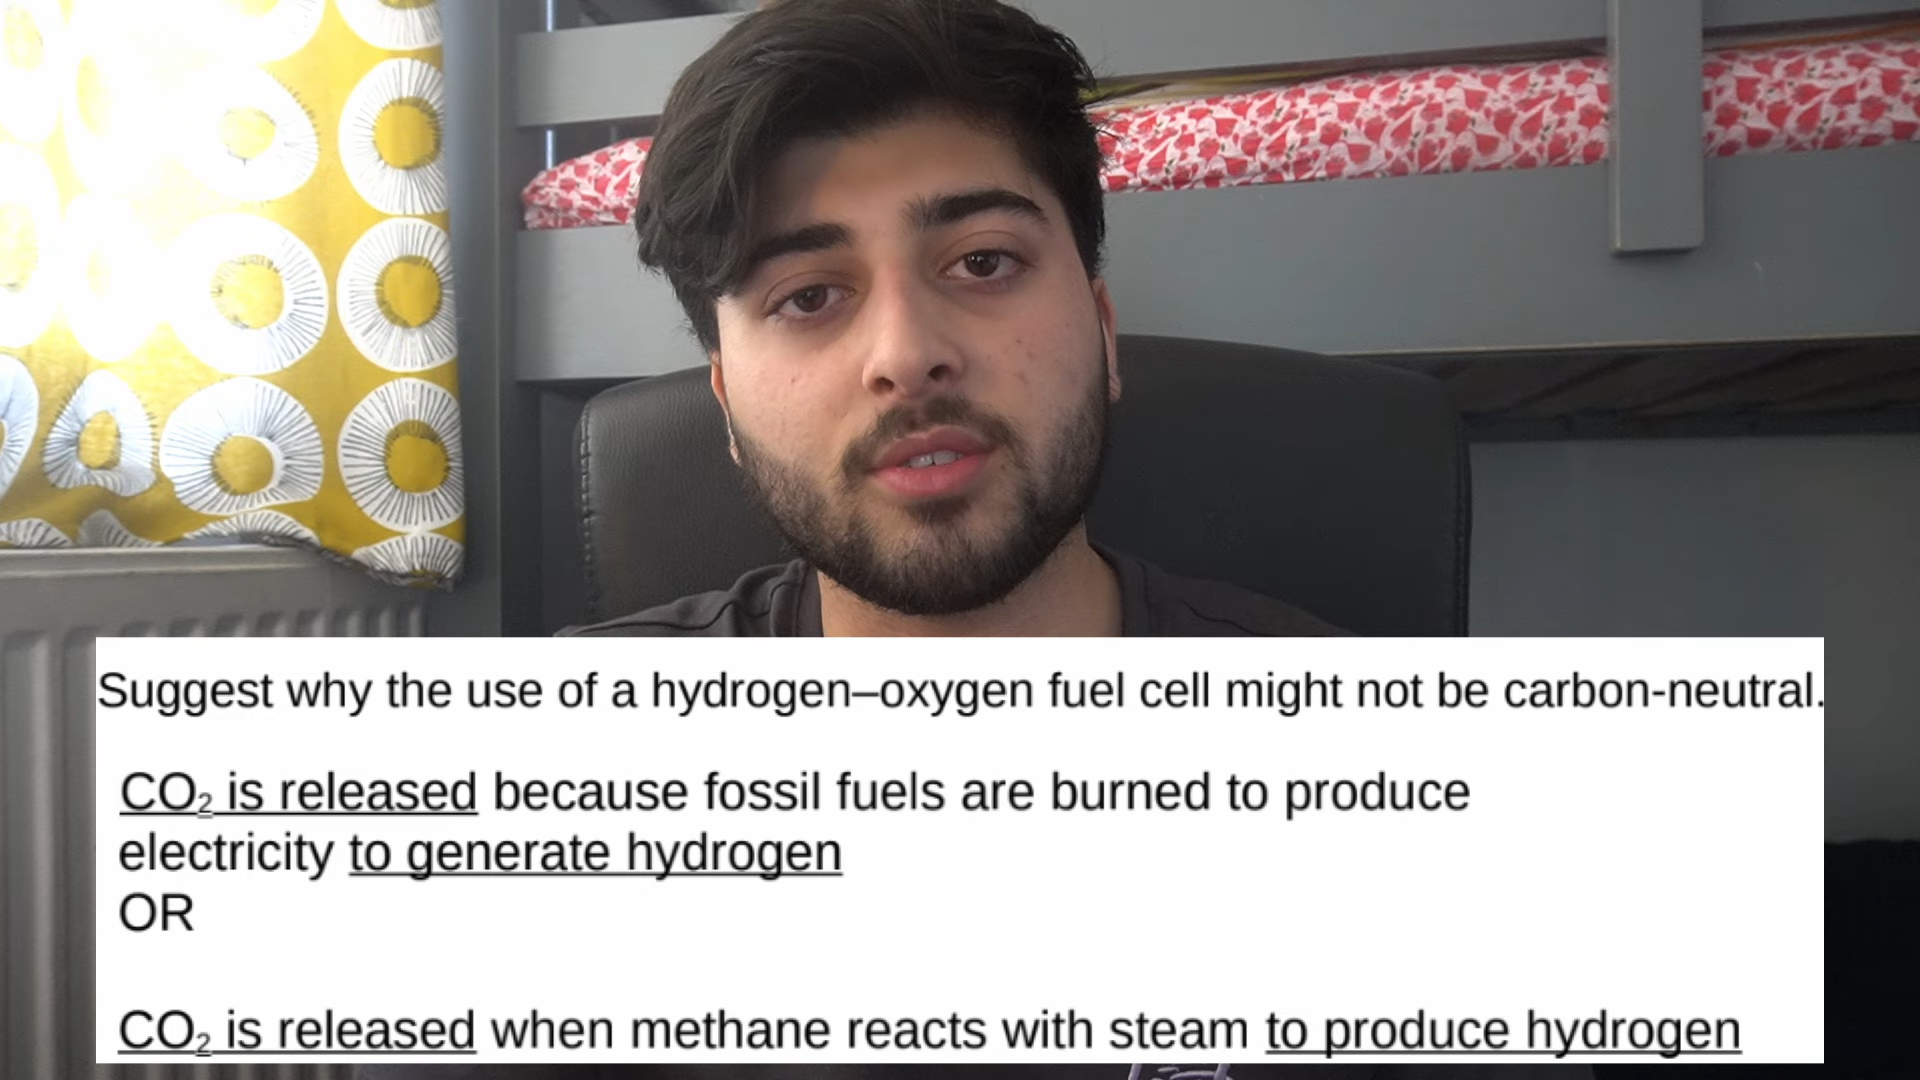 Suggest why the use of a hydrogen–oxygen fuel cell might not be carbon-neutral.
CO₂ is released because fossil fuels are burned to produce
electricity to generate hydrogen
OR
CO₂ is released when methane reacts with steam to produce hydrogen